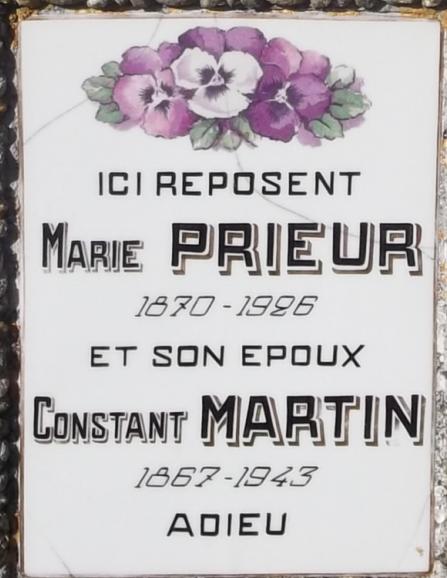 ICI REPOSENT
MARIE PRIEUR
1870 - 1926
ET SON EPOUX
CONSTANT MARTIN
1867 - 1943
ADIEU